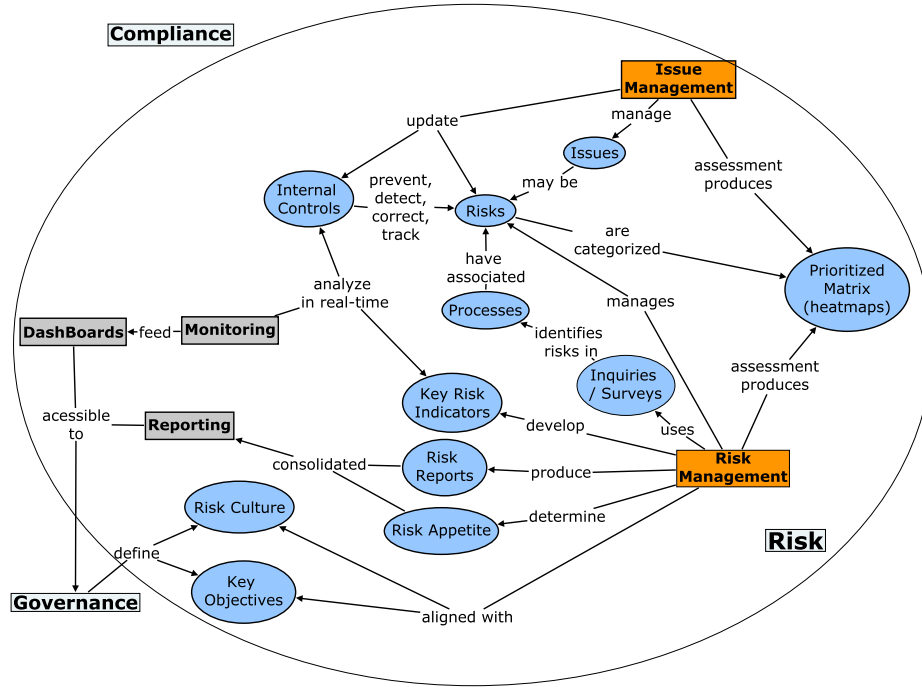 Compliance
Issue
Management
update
manage
Issues
assessment
produces
may be
prevent,
detect,
correct,
track
Internal
Controls
Risks
are
categorized
have
associated
Prioritized
Matrix
(heatmaps)
analyze
in real-time
manages
Processes
DashBoards
feed
Monitoring
identifies
risks in
Inquiries
/ Surveys
assessment
produces
Key Risk
Indicators
acessible
to
Reporting
develop
uses
consolidated
Risk
Reports
produce
Risk
Management
Risk Culture
Risk Appetite
determine
Risk
define
Key
Objectives
Governance
aligned with